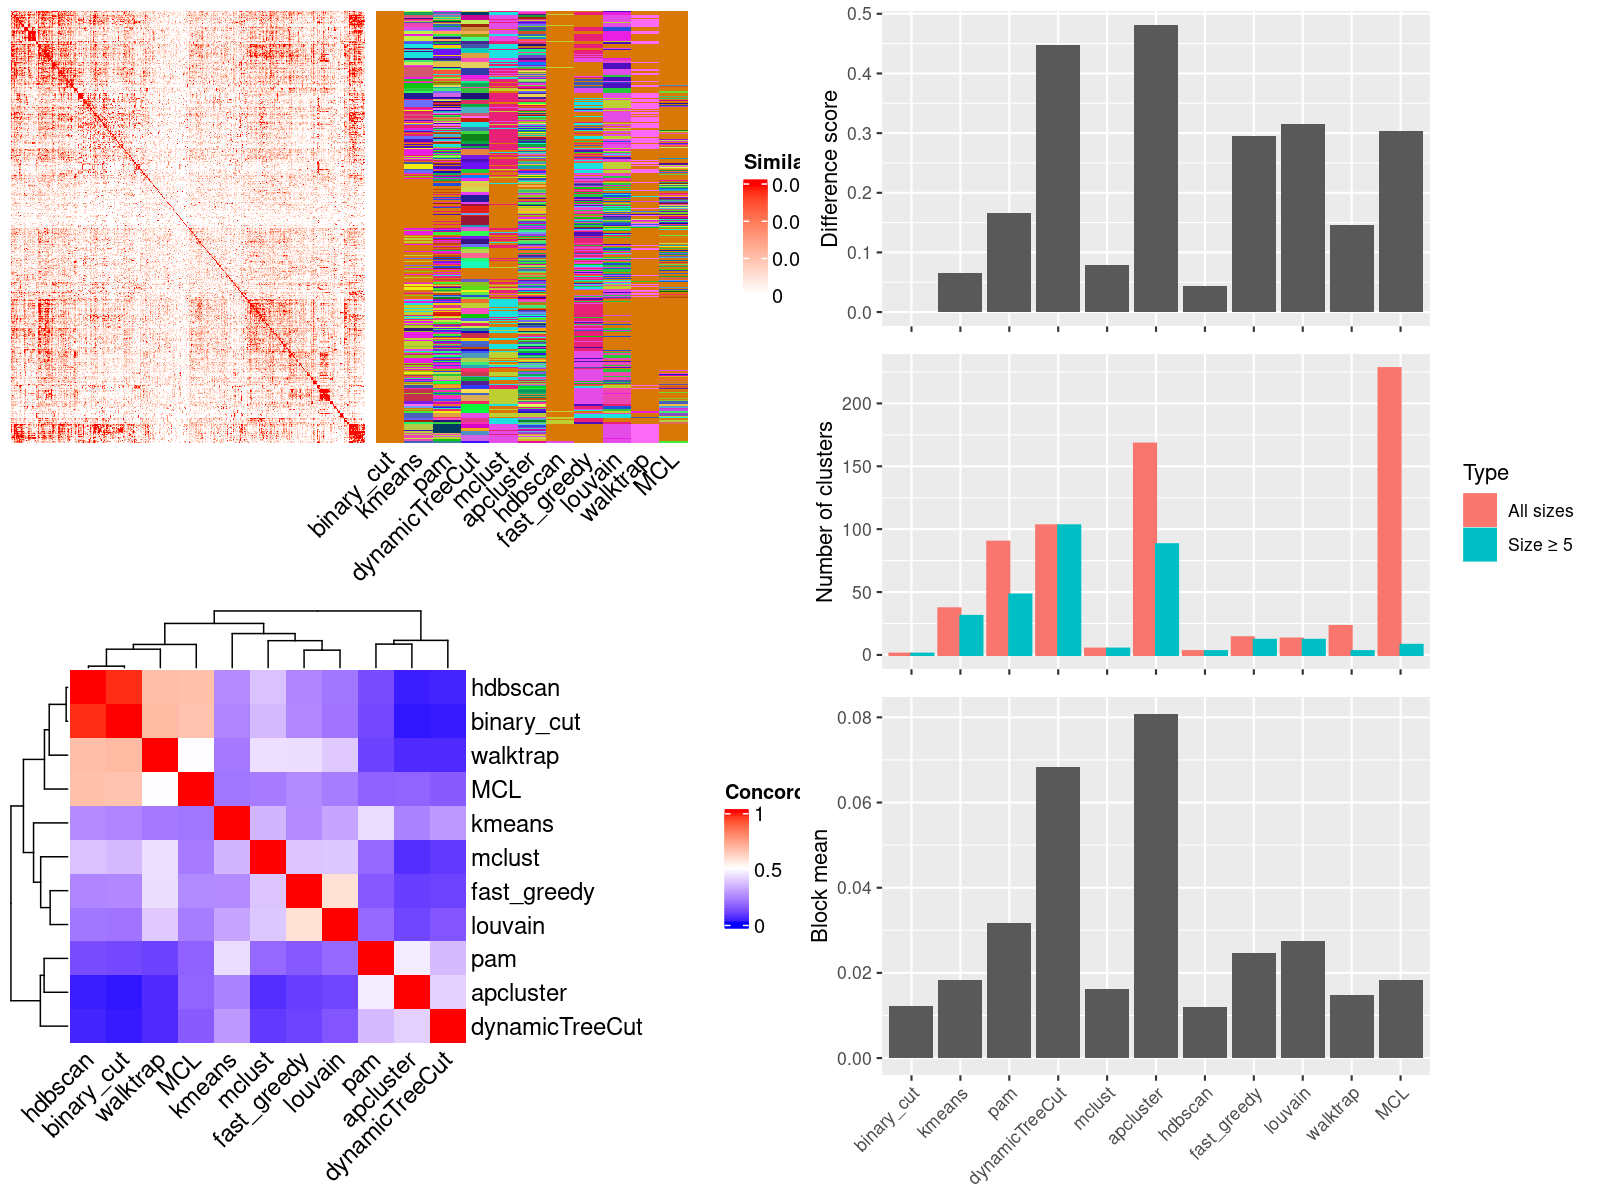 Simila
0.0
0.0
0.0
0
binary_cut
kmeans
pam
dynamicTreeCut
mclust
apcluster
hdbscan
fast_greedy
louvain
walktrap
MCL
hdbscan
binary_cut
walktrap
MCL
kmeans
mclust
fast_greedy
louvain
pam
apcluster
dynamicTreeCut
hdbscan
binary_cut
walktrap
MCL
kmeans
mclust
fast_greedy
louvain
pam
apcluster
dynamicTreeCut
Concorc
1
0.5
0
Difference score
0.5
0.4
0.3
0.2
0.1
0.0
Number of clusters
200
150
100
50
0
Type
All sizes
Size ≥ 5
Block mean
0.08
0.06
0.04
0.02
0.00
binary_cut
kmeans
pam
dynamicTreeCut
mclust
apcluster
hdbscan
fast_greedy
louvain
walktrap
MCL